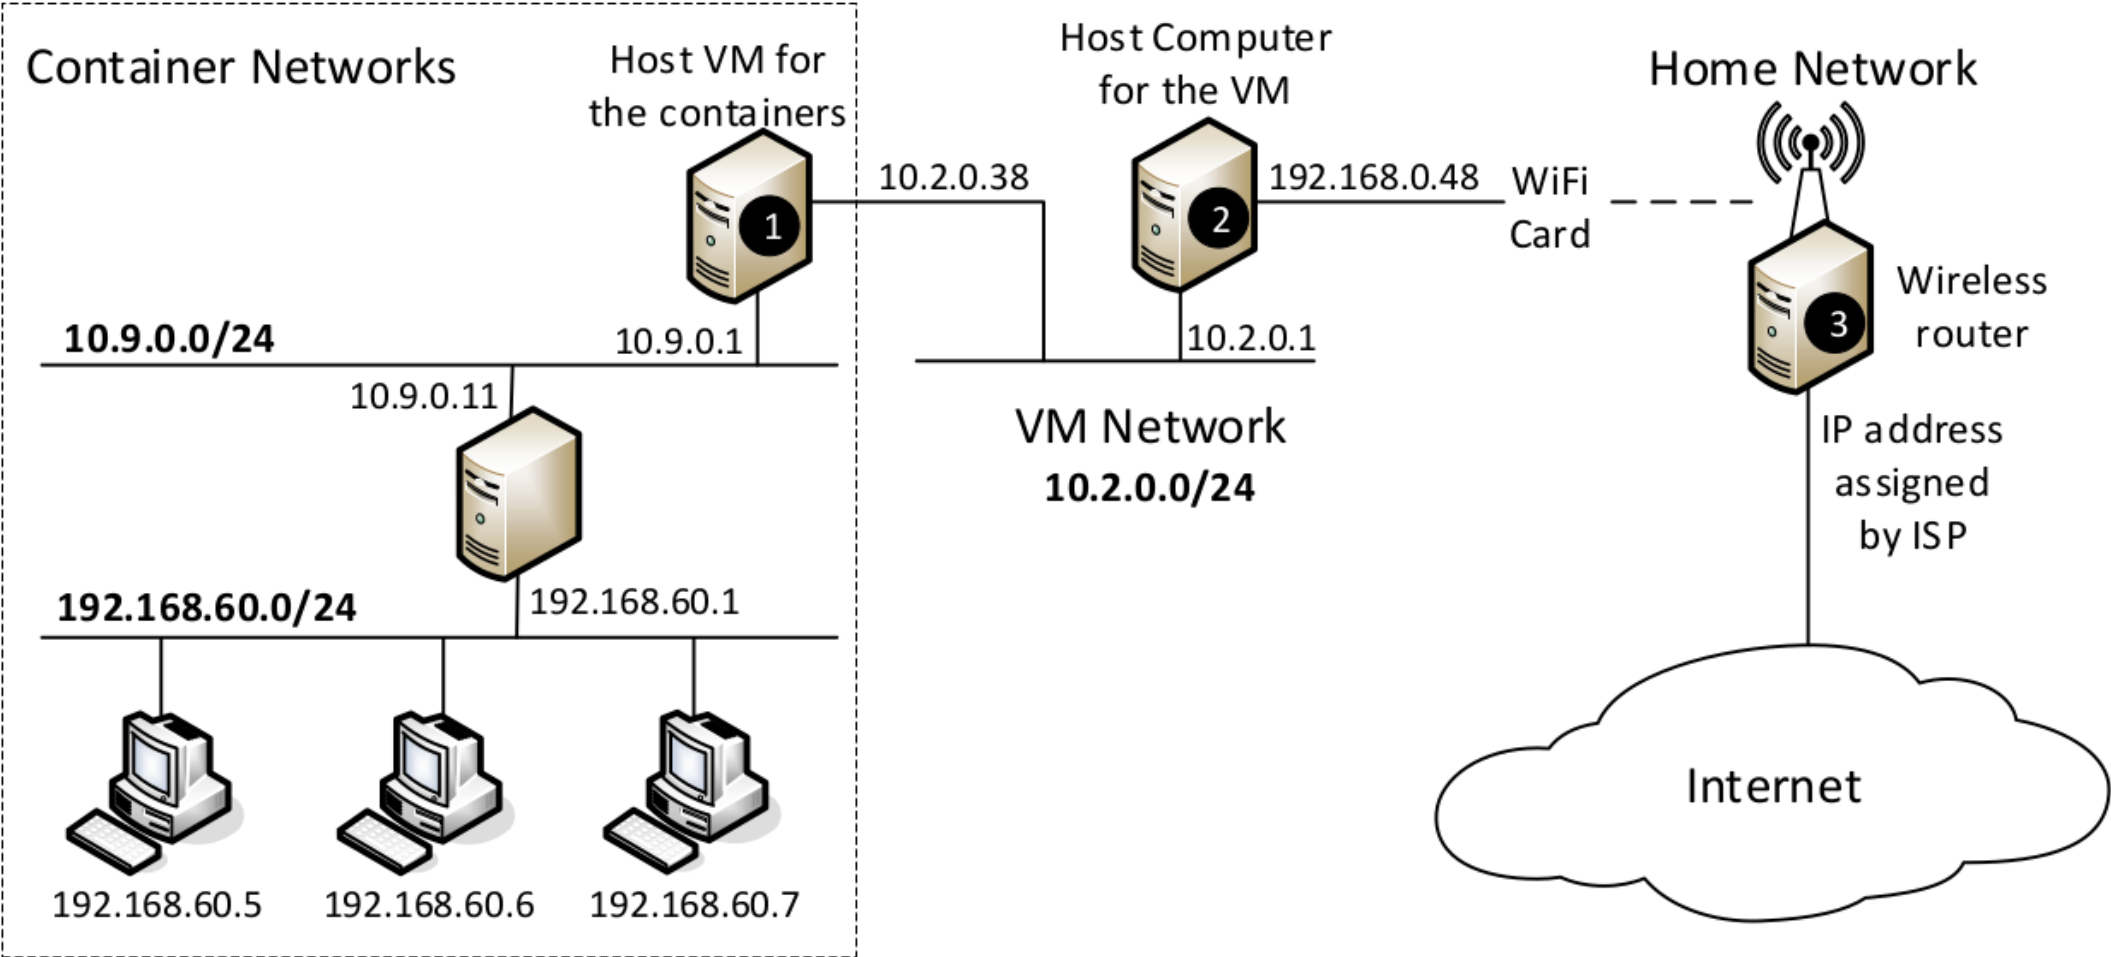 Container Networks
Host VM for
the containers
1
10.2.0.38
Host Computer
for the VM
2
192.168.0.48
WiFi
Card
Home Network
3
Wireless
router
10.9.0.0/24
10.9.0.1
10.9.0.11
10.2.0.1
VM Network
10.2.0.0/24
IP address
assigned
by ISP
192.168.60.0/24
192.168.60.1
192.168.60.5
192.168.60.6
192.168.60.7
Internet